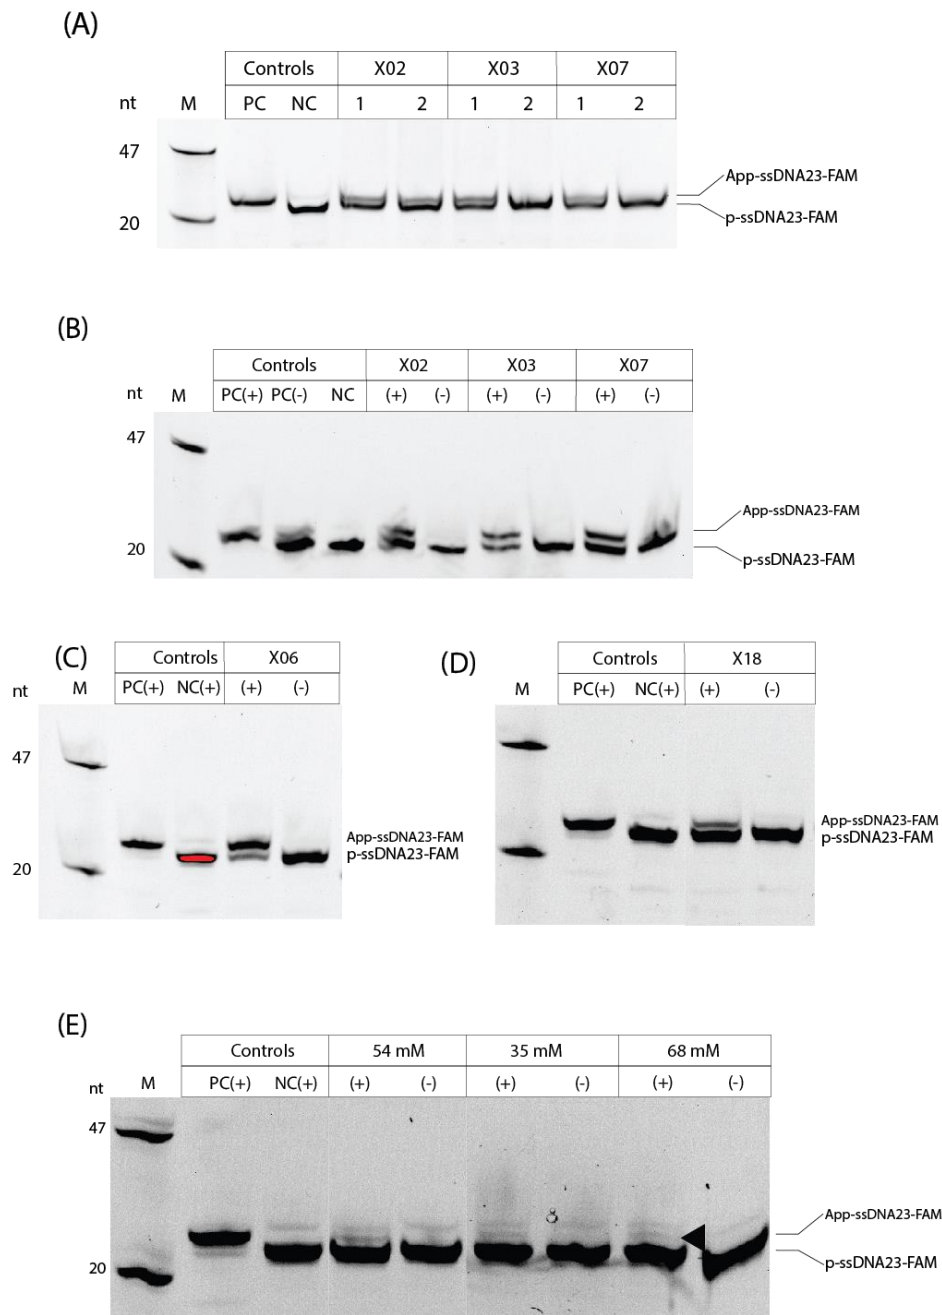 (A)
Controls X02 X03 X07
nt M PC NC 1 2 1 2 1 2
47
App-ssDNA23-FAM
20
p-ssDNA23-FAM
(B)
Controls X02 X03 X07
nt M PC(+) PC(-) NC (+) (-) (+) (-) (+) (-)
47
App-ssDNA23-FAM
20
p-ssDNA23-FAM
(C)
Controls X06
nt M PC(+) NC(+) (+) (-)
47
App-ssDNA23-FAM
p-ssDNA23-FAM
20
(D)
Controls X18
M PC(+) NC(+) (+) (-)
App-ssDNA23-FAM
p-ssDNA23-FAM
(E)
Controls 54 mM 35 mM 68 mM
nt M PC(+) NC(+) (+) (-) (+) (-) (+) (-)
47
App-ssDNA23-FAM
20
p-ssDNA23-FAM